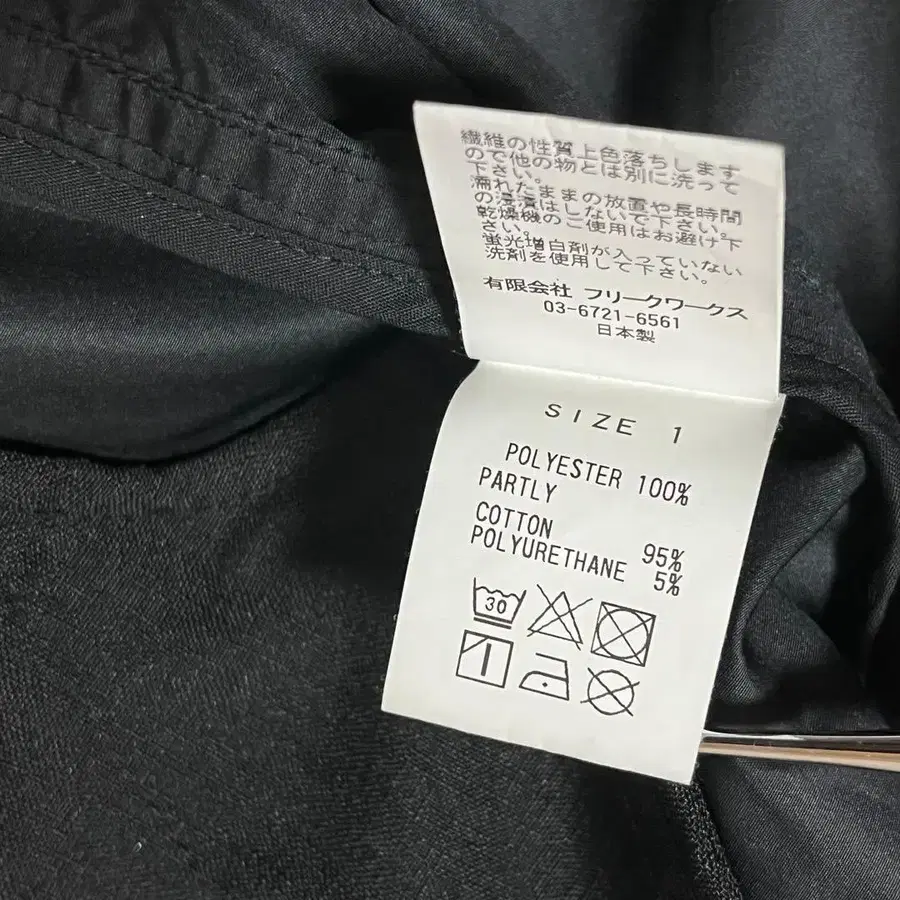 繊維の性質上色落ちします
ので他の物とは別に洗って
下さい。
濡れたままの放置や長時間
の浸漬はしないで下さい。
乾燥機のご使用はお避け下
さい。
蛍光増白剤が入っていない
洗剤を使用して下さい。
有限会社 フリークワークス
03-6721-6561
日本製
SIZE 1
POLYESTER 100%
PARTLY
COTTON 95%
POLYURETHANE 5%
30